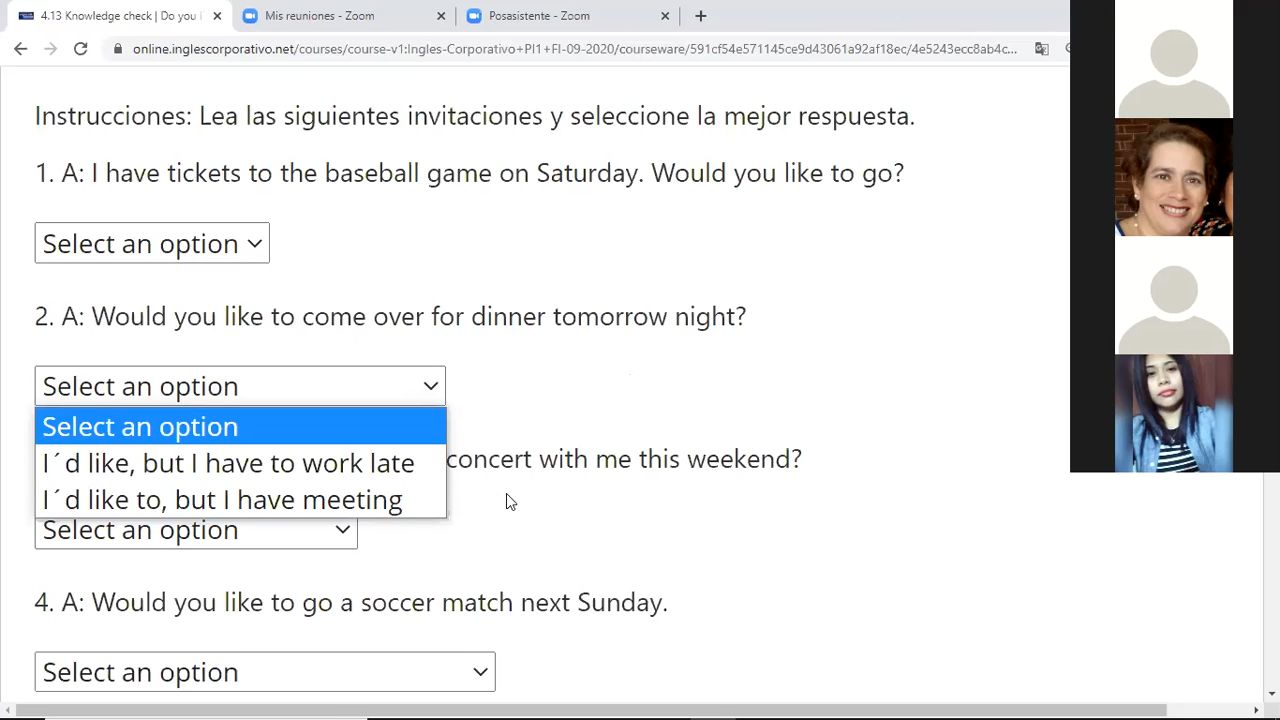 4.13 Knowledge check | Do you l
Mis reuniones - Zoom
Posasistente - Zoom
online.inglescorporativo.net/courses/course-v1:Ingles-Corporativo+PI1+FI-09-2020/courseware/591cf54e571145ce9d43061a92af18ec/4e5243ecc8ab4c...
Instrucciones: Lea las siguientes invitaciones y seleccione la mejor respuesta.
1. A: I have tickets to the baseball game on Saturday. Would you like to go?
Select an option
2. A: Would you like to come over for dinner tomorrow night?
Select an option
Select an option
I´d like, but I have to work late
concert with me this weekend?
I´d like to, but I have meeting
Select an option
4. A: Would you like to go a soccer match next Sunday.
Select an option